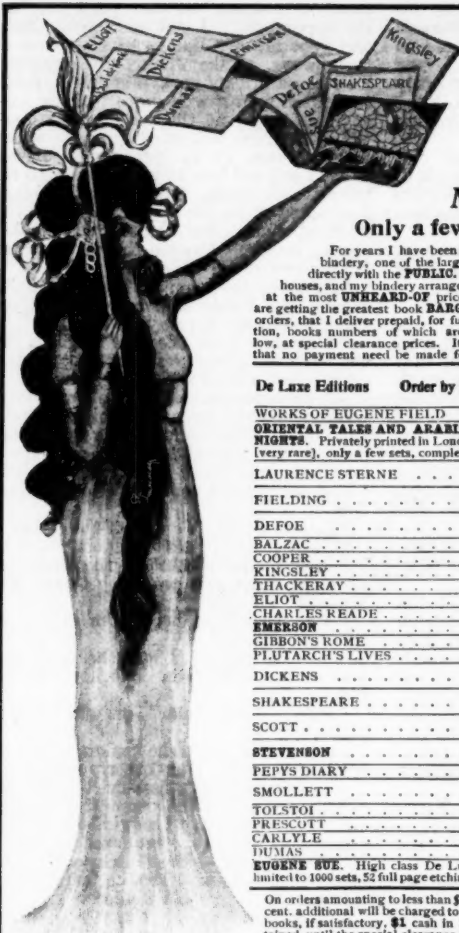 Eliot
Paul de Kock
Dickens
Dumas
Emerson
Defoe
SHAKESPEARE
Kingsley
Only a few
For years I have been
bindery, one of the larg
directly with the PUBLIC.
houses, and my bindery arrange
at the most UNHEARD-OF pric
are getting the greatest book BARG
orders, that I deliver prepaid, for fu
tion, books numbers of which are
low, at special clearance prices. It
that no payment need be made f
De Luxe Editions Order by
WORKS OF EUGENE FIELD
ORIENTAL TALES AND ARABI
NIGHTS. Privately printed in Lond
[very rare], only a few sets, comple
LAURENCE STERNE . . . .
FIELDING . . . . . . . .
DEFOE . . . . . . . .
BALZAC . . . . . . . . .
COOPER . . . . . . . . .
KINGSLEY . . . . . . . .
THACKERAY . . . . . . .
ELIOT . . . . . . . . .
CHARLES READE . . . . .
EMERSON . . . . . . . .
GIBBON'S ROME . . . . .
PLUTARCH'S LIVES . . . .
DICKENS . . . . . . . .
SHAKESPEARE . . . . . .
SCOTT . . . . . . . . .
STEVENSON . . . . . . .
PEPYS DIARY . . . . . .
SMOLLETT . . . . . . .
TOLSTOI . . . . . . . .
PRESCOTT . . . . . . . .
CARLYLE . . . . . . . .
DUMAS . . . . . . . . .
EUGENE SUE. High class De Lu
limited to 1000 sets, 52 full page etchin
On orders amounting to less than $
cent. additional will be charged to
books, if satisfactory, $1 cash in